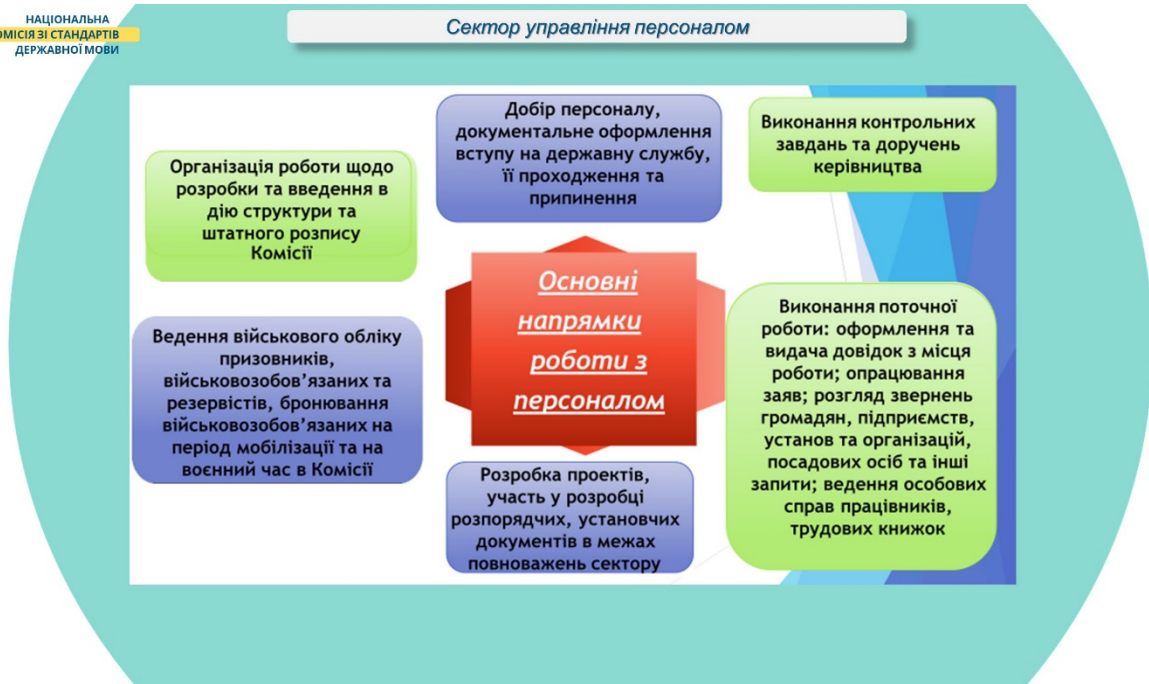 НАЦІОНАЛЬНА
ОМІСІЯ ЗІ СТАНДАРТІВ
ДЕРЖАВНОЇ МОВИ
Сектор управління персоналом
Організація роботи щодо
розробки та введення в
дію структури та
штатного розпису
Комісії
Добір персоналу,
документальне оформлення
вступу на державну службу,
її проходження та
припинення
Виконання контрольних
завдань та доручень
керівництва
Основні
напрямки
роботи з
персоналом
Ведення військового обліку
призовників,
військовозобов’язаних та
резервістів, бронювання
військовозобов’язаних на
період мобілізації та на
воєнний час в Комісії
Розробка проектів,
участь у розробці
розпорядчих, установчих
документів в межах
повноважень сектору
Виконання поточної
роботи: оформлення та
видача довідок з місця
роботи; опрацювання
заяв; розгляд звернень
громадян, підприємств,
установ та організацій,
посадових осіб та інші
запити; ведення особових
справ працівників,
трудових книжок